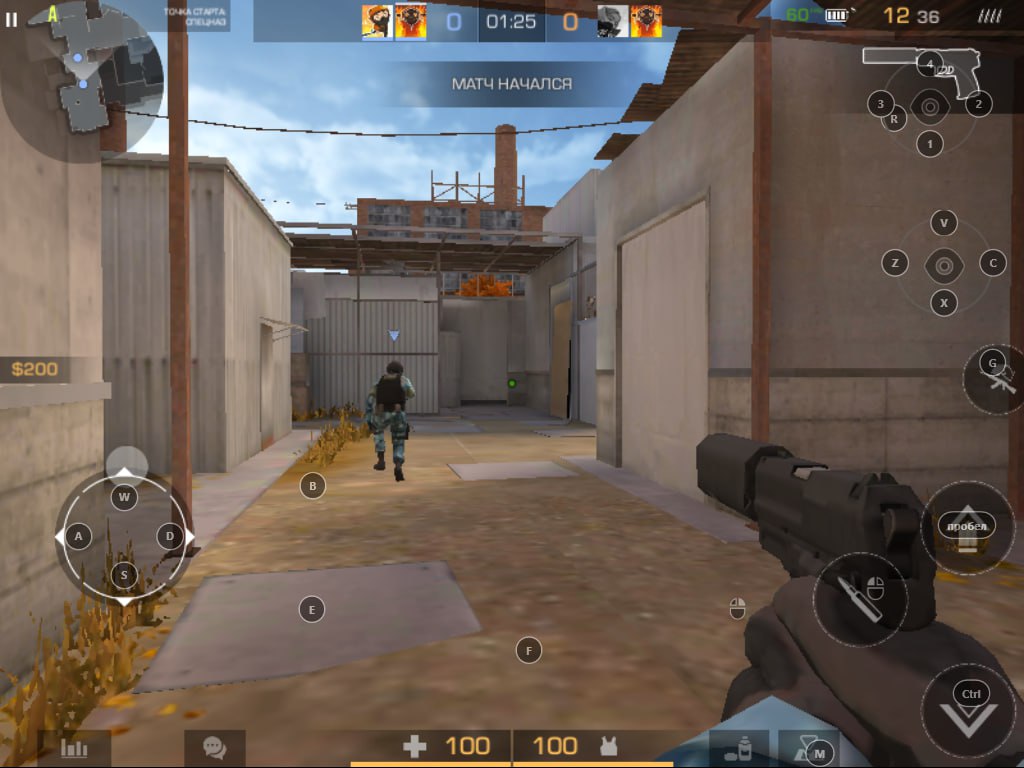 A
ТОЧКА СТАРТА
СПЕЦНАЗ
0 01:25 0
60
12 36
МАТЧ НАЧАЛСЯ
4
3
R
2
1
V
Z
C
X
G
$200
W
A
D
S
B
E
F
пробел
Ctrl
100
100
M